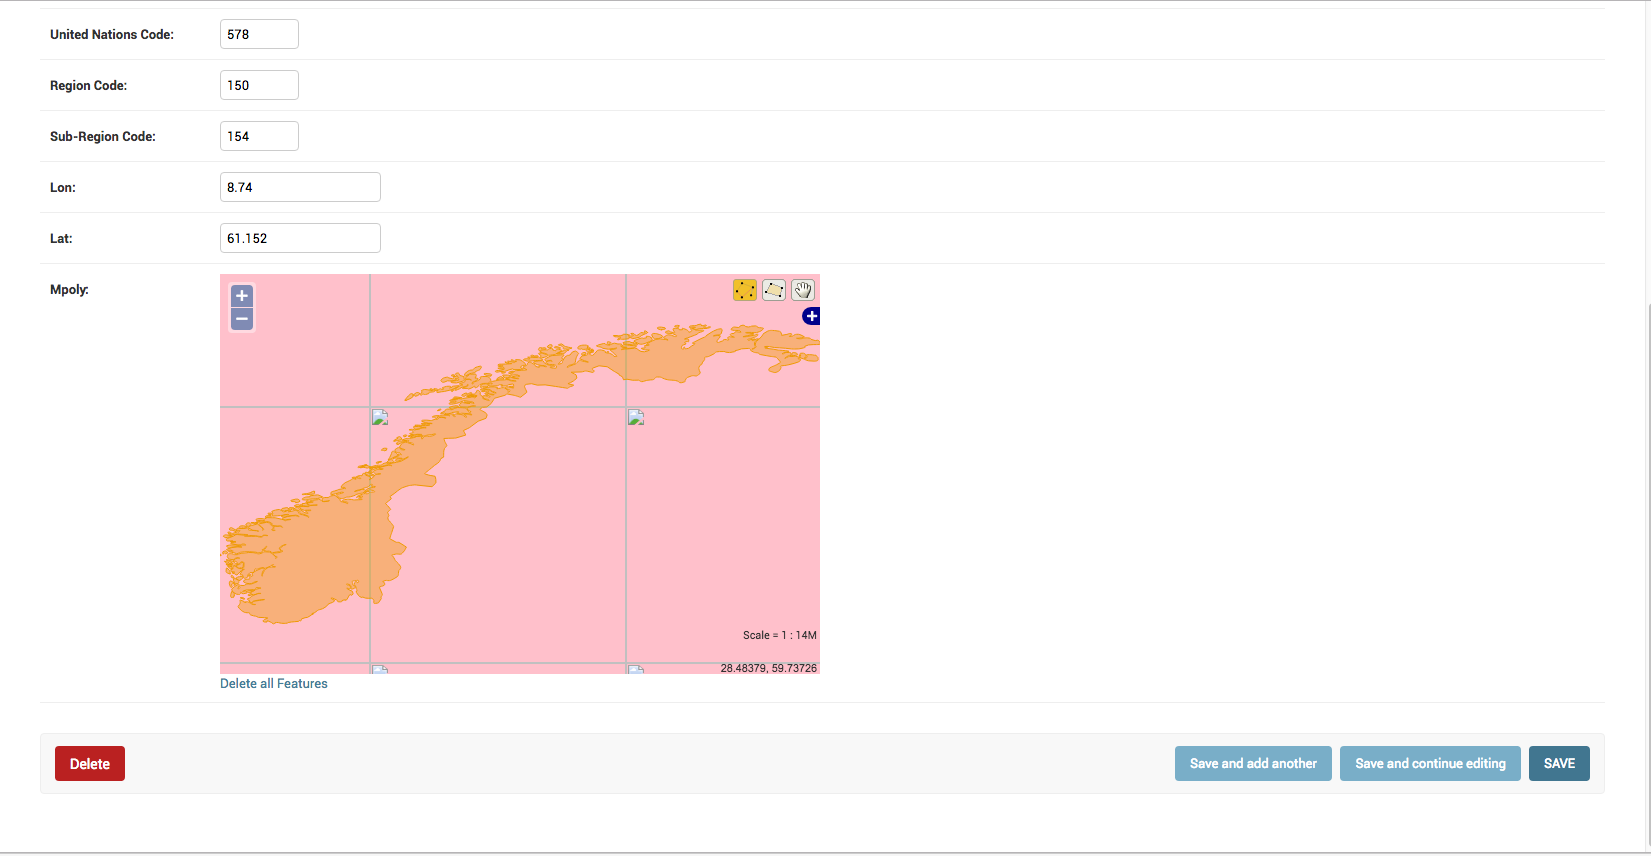 United Nations Code: 578
Region Code: 150
Sub-Region Code: 154
Lon: 8.74
Lat: 61.152
Mpoly:
+
−
+
Scale = 1 : 14M
28.48379, 59.73726
Delete all Features
Delete Save and add another Save and continue editing SAVE